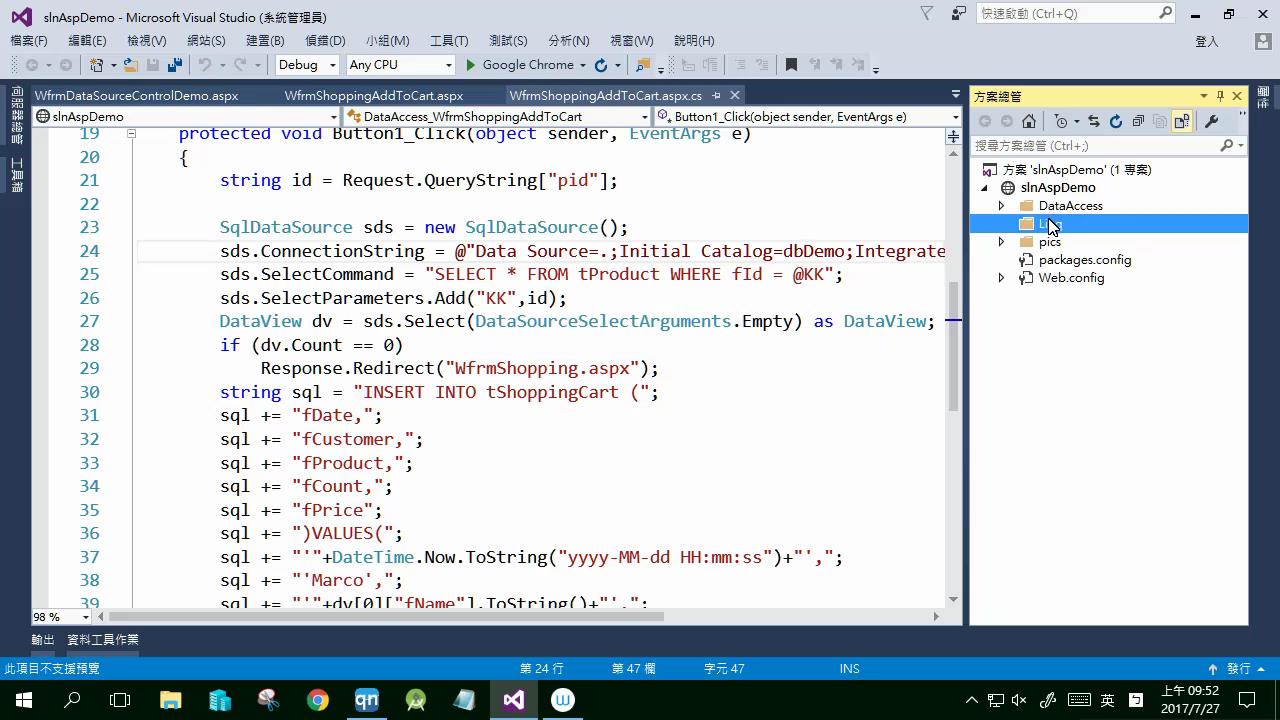 slnAspDemo - Microsoft Visual Studio (系統管理員)
快速啟動 (Ctrl+Q)
檔案(F) 編輯(E) 檢視(V) 網站(S) 建置(B) 偵錯(D) 小組(M) 工具(T) 測試(S) 分析(N) 視窗(W) 說明(H)
登入
Debug Any CPU Google Chrome
伺服器總管
工具箱
WfrmDataSourceControlDemo.aspx WfrmShoppingAddToCart.aspx WfrmShoppingAddToCart.aspx.cs
slnAspDemo DataAccess_WfrmShoppingAddToCart Button1_Click(object sender, EventArgs e)
19 protected void Button1_Click(object sender, EventArgs e)
20 {
21 string id = Request.QueryString["pid"];
22
23 SqlDataSource sds = new SqlDataSource();
24 sds.ConnectionString = @"Data Source=.;Initial Catalog=dbDemo;Integrate
25 sds.SelectCommand = "SELECT * FROM tProduct WHERE fId = @KK";
26 sds.SelectParameters.Add("KK",id);
27 DataView dv = sds.Select(DataSourceSelectArguments.Empty) as DataView;
28 if (dv.Count == 0)
29 Response.Redirect("WfrmShopping.aspx");
30 string sql = "INSERT INTO tShoppingCart (";
31 sql += "fDate,";
32 sql += "fCustomer,";
33 sql += "fProduct,";
34 sql += "fCount,";
35 sql += "fPrice";
36 sql += ")VALUES(";
37 sql += "'"+DateTime.Now.ToString("yyyy-MM-dd HH:mm:ss")+"',";
38 sql += "'Marco',";
39 sql += "'"+dv[0]["fName"].ToString()+"',";
98 %
方案總管
搜尋方案總管 (Ctrl+;)
方案 'slnAspDemo' (1 專案)
slnAspDemo
DataAccess
pics
packages.config
Web.config
輸出 資料工具作業
此項目不支援預覽 第 24 行 第 47 欄 字元 47 INS 發行
qn W 英
上午 09:52
2017/7/27